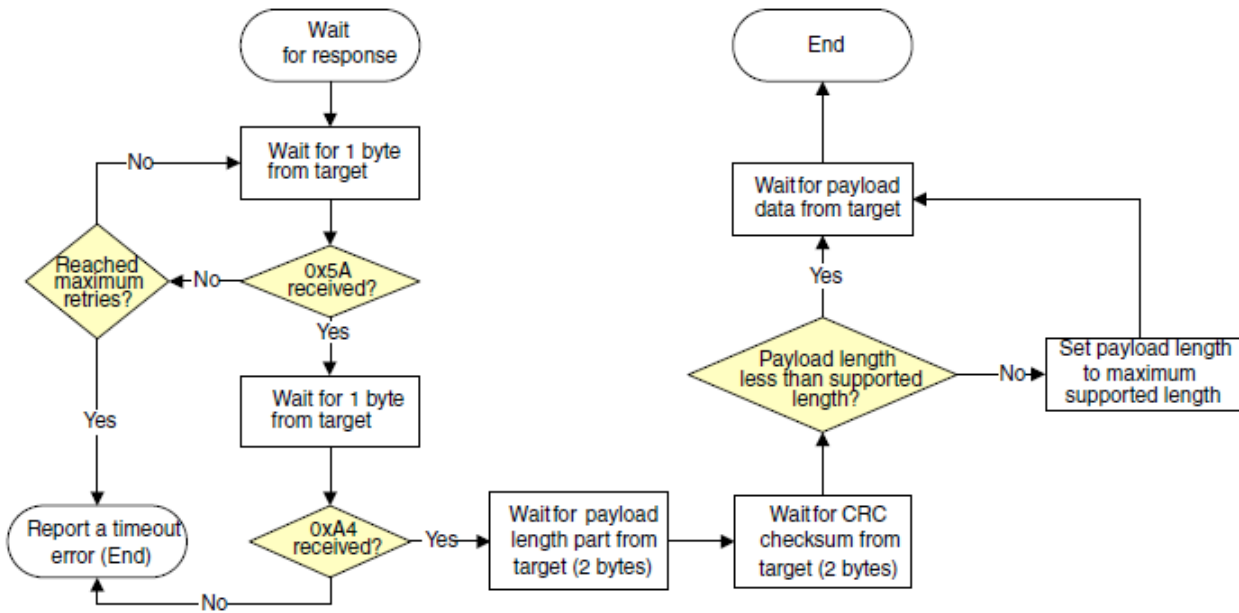 Wait
for response
No
Wait for 1 byte
from target
Reached
maximum
retries?
No
0x5A
received?
Yes
Wait for 1 byte
from target
Yes
Report a timeout
error (End)
No
0xA4
received?
Yes
Wait for payload
length part from
target (2 bytes)
Wait for CRC
checksum from
target (2 bytes)
Payload length
less than supported
length?
No
Set payload length
to maximum
supported length
Yes
Wait for payload
data from target
End